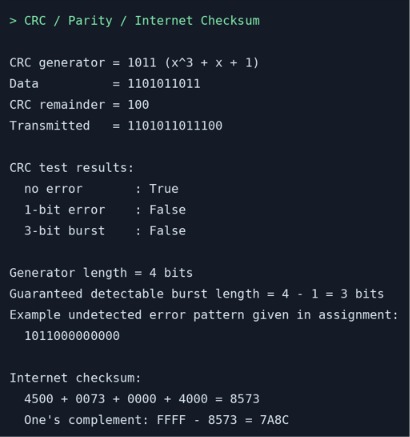 > CRC / Parity / Internet Checksum
CRC generator = 1011 (x^3 + x + 1)
Data          = 1101011011
CRC remainder = 100
Transmitted   = 1101011011100
CRC test results:
  no error       : True
  1-bit error    : False
  3-bit burst    : False
Generator length = 4 bits
Guaranteed detectable burst length = 4 - 1 = 3 bits
Example undetected error pattern given in assignment:
  1011000000000
Internet checksum:
  4500 + 0073 + 0000 + 4000 = 8573
  One's complement: FFFF - 8573 = 7A8C